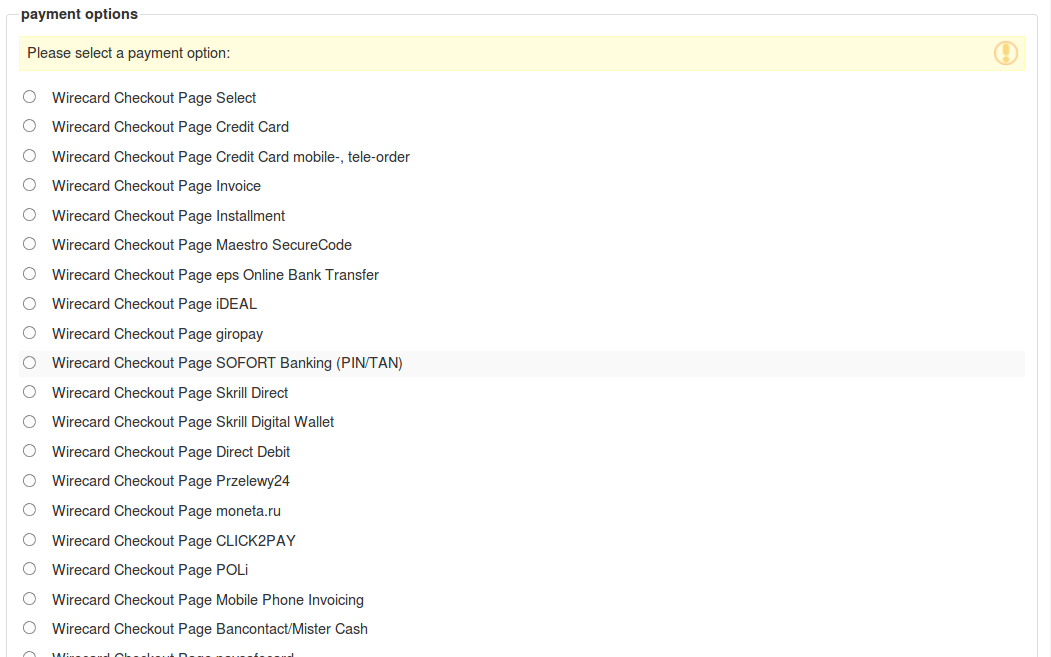 payment options
Please select a payment option:
Wirecard Checkout Page Select
Wirecard Checkout Page Credit Card
Wirecard Checkout Page Credit Card mobile-, tele-order
Wirecard Checkout Page Invoice
Wirecard Checkout Page Installment
Wirecard Checkout Page Maestro SecureCode
Wirecard Checkout Page eps Online Bank Transfer
Wirecard Checkout Page iDEAL
Wirecard Checkout Page giropay
Wirecard Checkout Page SOFORT Banking (PIN/TAN)
Wirecard Checkout Page Skrill Direct
Wirecard Checkout Page Skrill Digital Wallet
Wirecard Checkout Page Direct Debit
Wirecard Checkout Page Przelewy24
Wirecard Checkout Page moneta.ru
Wirecard Checkout Page CLICK2PAY
Wirecard Checkout Page POLi
Wirecard Checkout Page Mobile Phone Invoicing
Wirecard Checkout Page Bancontact/Mister Cash
Wirecard Checkout Page paysafecard